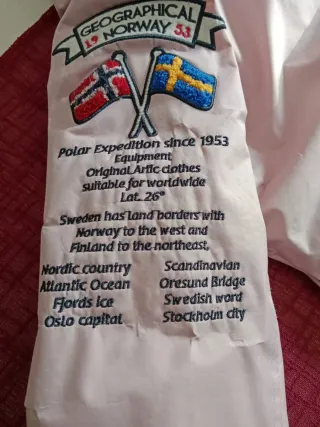 GEOGRAPHICAL
19 NORWAY 53
Polar Expedition since 1953
Equipment
Original.Artic-clothes
suitable for worldwide
Lat. 26°
Sweden has land borders with
Norway to the west and
Finland to the northeast,
Nordic country Scandinavian
Atlantic Ocean Oresund Bridge
Fjords ice Swedish word
Oslo capital Stockholm city